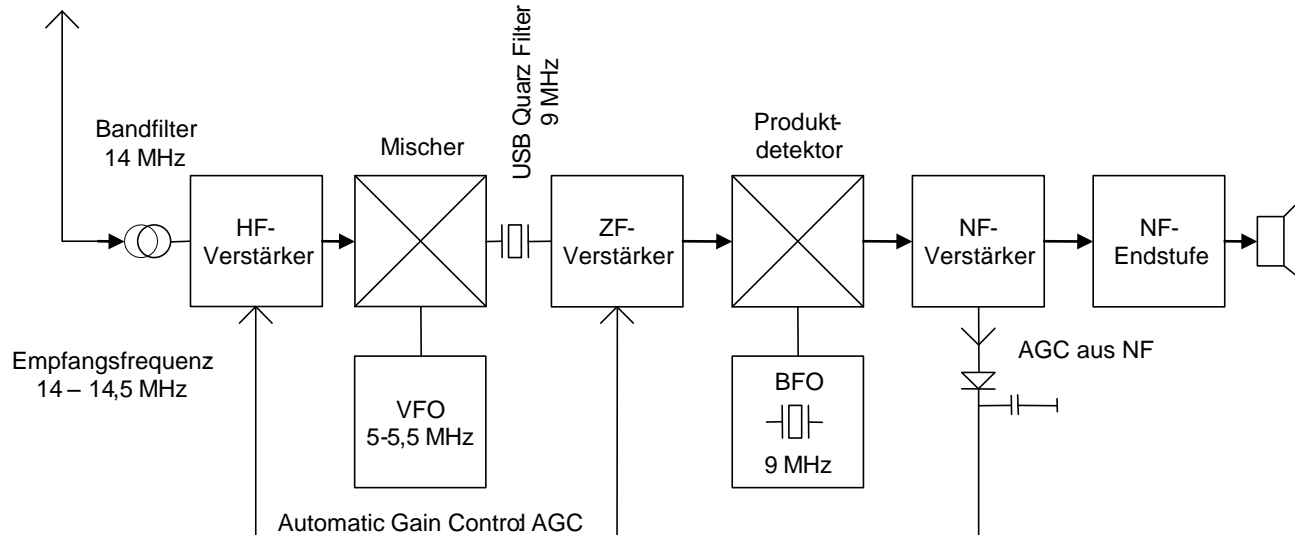 USB Quarz Filter
9 MHz
Bandfilter
14 MHz
Mischer
Produkt-
detektor
HF-
Verstärker
ZF-
Verstärker
NF-
Verstärker
NF-
Endstufe
Empfangsfrequenz
14 – 14,5 MHz
VFO
5-5,5 MHz
BFO
9 MHz
AGC aus NF
Automatic Gain Control: AGC